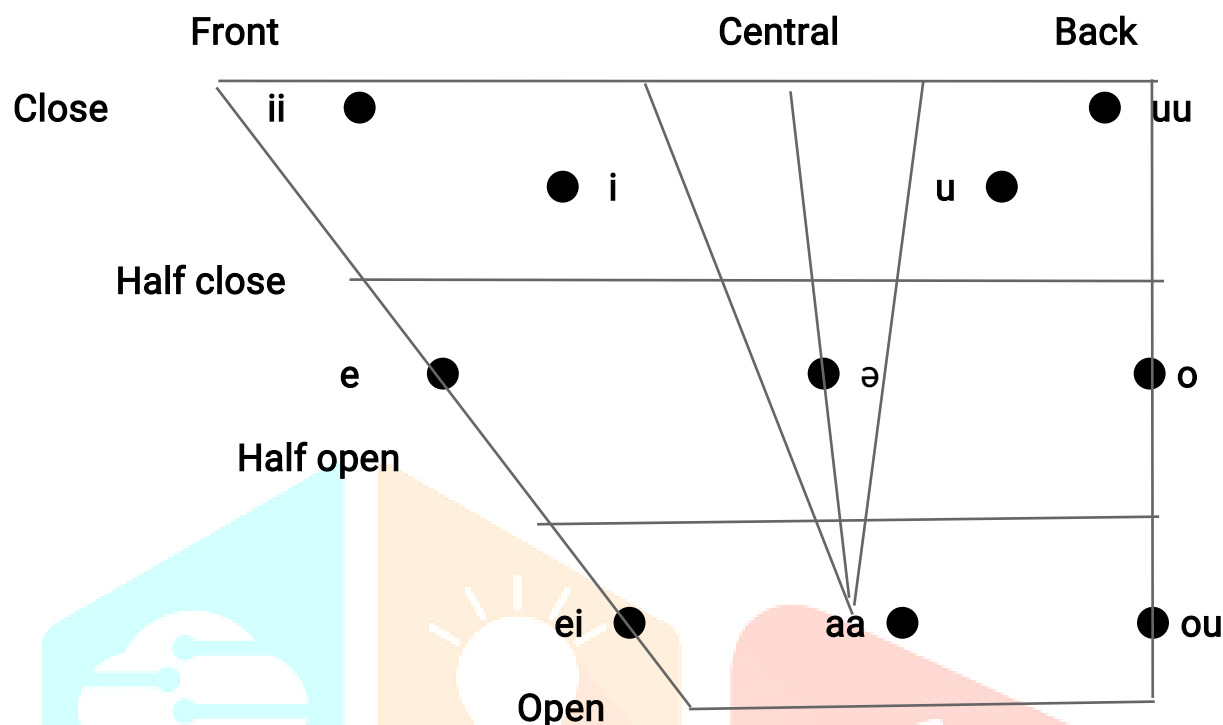 Front Central Back
Close ii uu
i u
Half close
e ə o
Half open
ei aa ou
Open